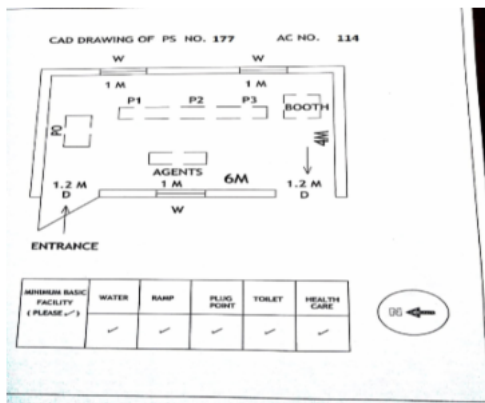 CAD DRAWING OF PS NO. 177 AC NO. 114
W W
1 M 1 M
P1 P2 P3
BOOTH
PO
4M
AGENTS
1.2 M 1 M 6M 1.2 M
D D
W
ENTRANCE
MINIMUM BASIC
FACILITY
( PLEASE ✓ )
WATER
RAMP
PLUG
POINT
TOILET
HEALTH
CARE
✓ ✓ ✓ ✓ ✓